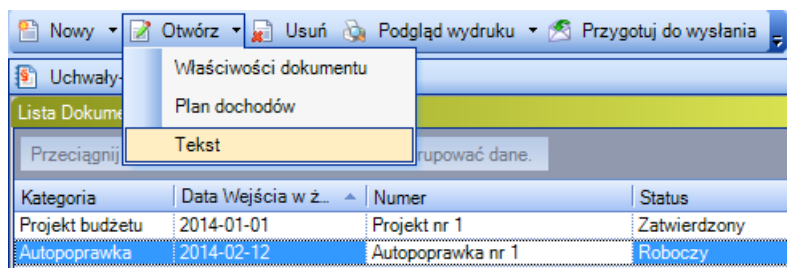 Nowy Otwórz Usuń Podgląd wydruku Przygotuj do wysłania
Uchwały-
Właściwości dokumentu
Plan dochodów
Tekst
Lista Dokume
Przeciągnij rupować dane.
Kategoria Data Wejścia w ż... Numer Status
Projekt budżetu 2014-01-01 Projekt nr 1 Zatwierdzony
Autopoprawka 2014-02-12 Autopoprawka nr 1 Roboczy